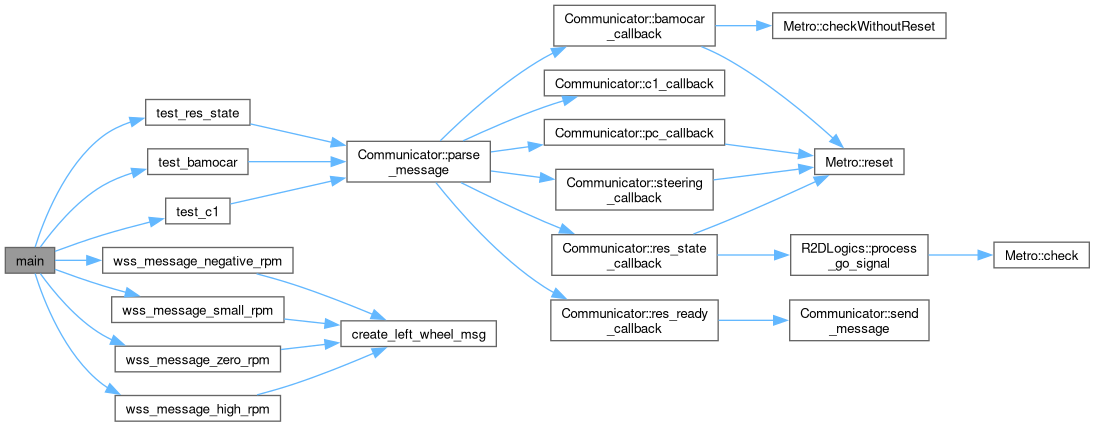 main
test_res_state
test_bamocar
test_c1
wss_message_negative_rpm
wss_message_small_rpm
wss_message_zero_rpm
wss_message_high_rpm
Communicator::parse
_message
create_left_wheel_msg
Communicator::bamocar
_callback
Communicator::c1_callback
Communicator::pc_callback
Communicator::steering
_callback
Communicator::res_state
_callback
Communicator::res_ready
_callback
Metro::checkWithoutReset
Metro::reset
R2DLogics::process
_go_signal
Communicator::send
_message
Metro::check